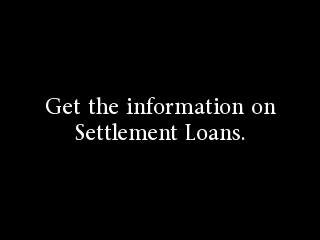 Get the information on
Settlement Loans.